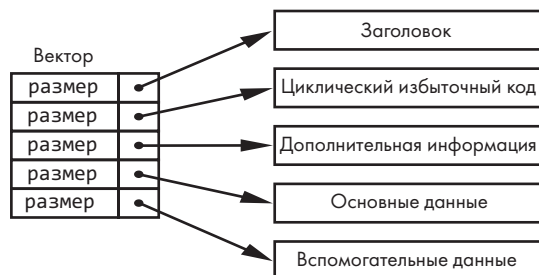 Заголовок
Вектор
размер
Циклический избыточный код
размер
размер
Дополнительная информация
размер
Основные данные
размер
Вспомогательные данные